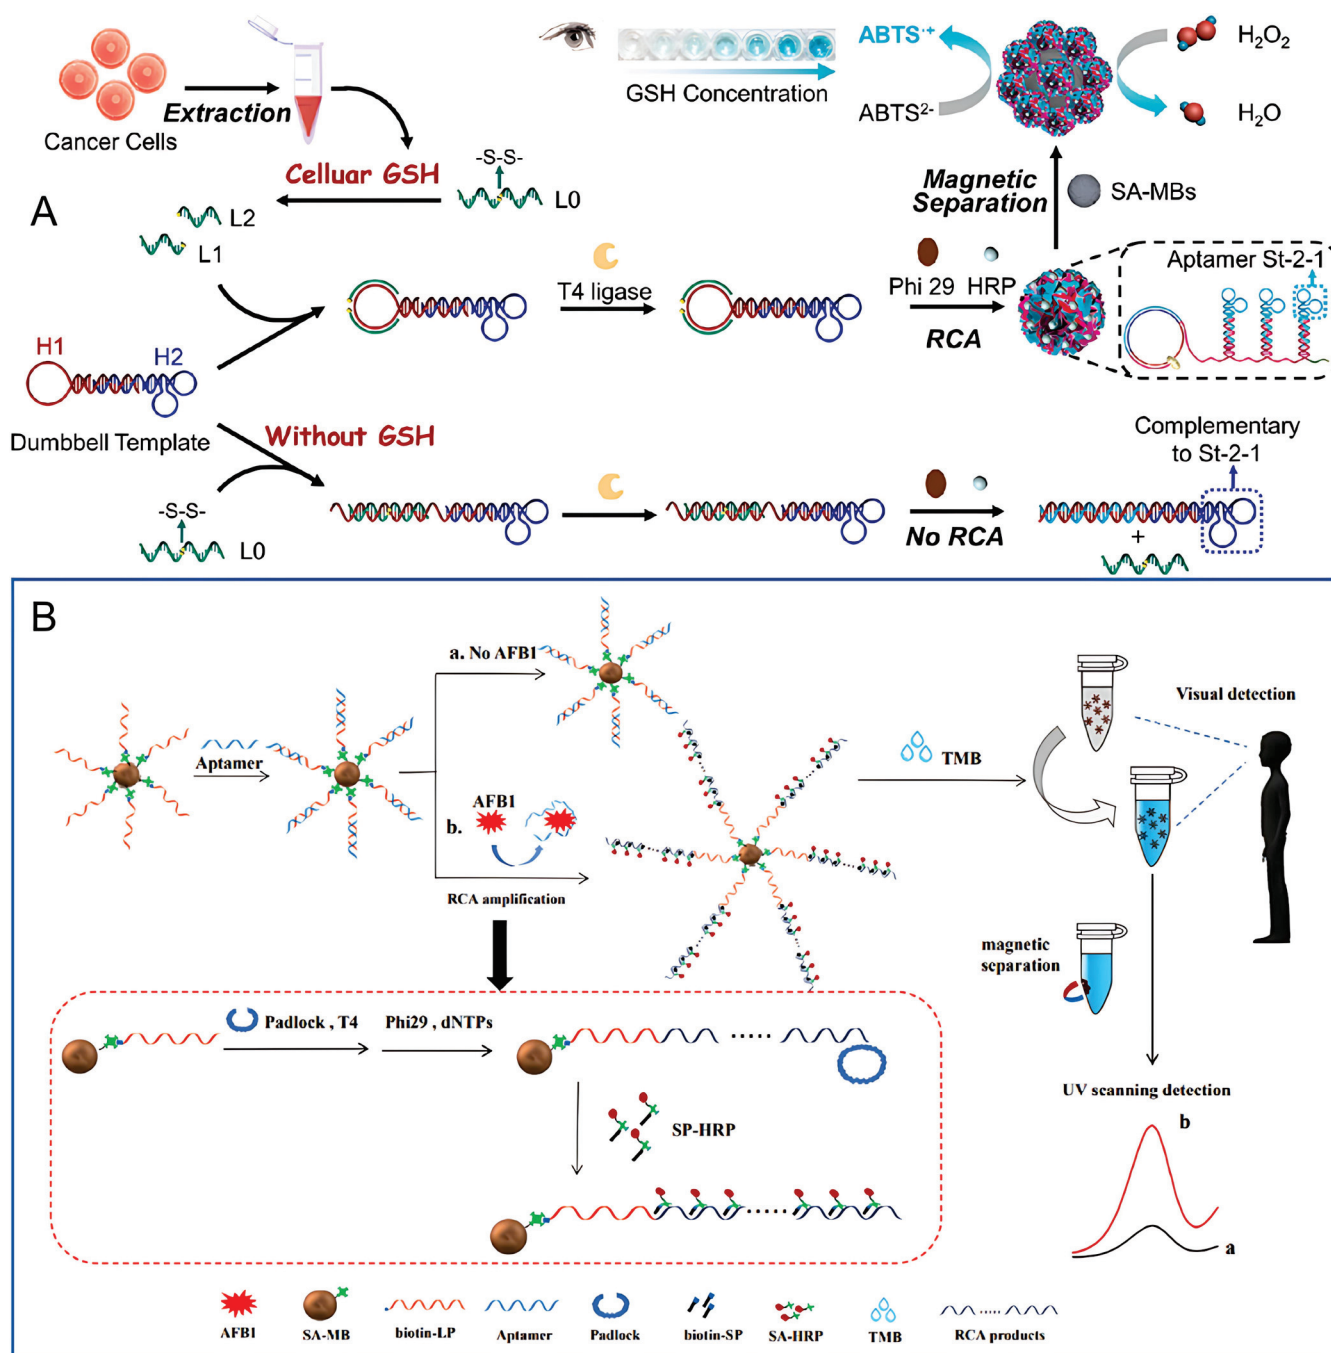 Cancer Cells
Extraction
-S-S-
Celluar GSH
L0
A
L2
L1
GSH Concentration
ABTS·+
ABTS2-
H2O2
H2O
Magnetic
Separation
SA-MBs
T4 ligase
Phi 29 HRP
RCA
Aptamer St-2-1
H1
H2
Dumbbell Template
Without GSH
-S-S-
L0
No RCA
Complementary
to St-2-1
+
B
a. No AFB1
Aptamer
AFB1
b.
RCA amplification
TMB
Visual detection
magnetic
separation
UV scanning detection
b
a
Padlock , T4
Phi29 , dNTPs
SP-HRP
AFB1
SA-MB
biotin-LP
Aptamer
Padlock
biotin-SP
SA-HRP
TMB
RCA products